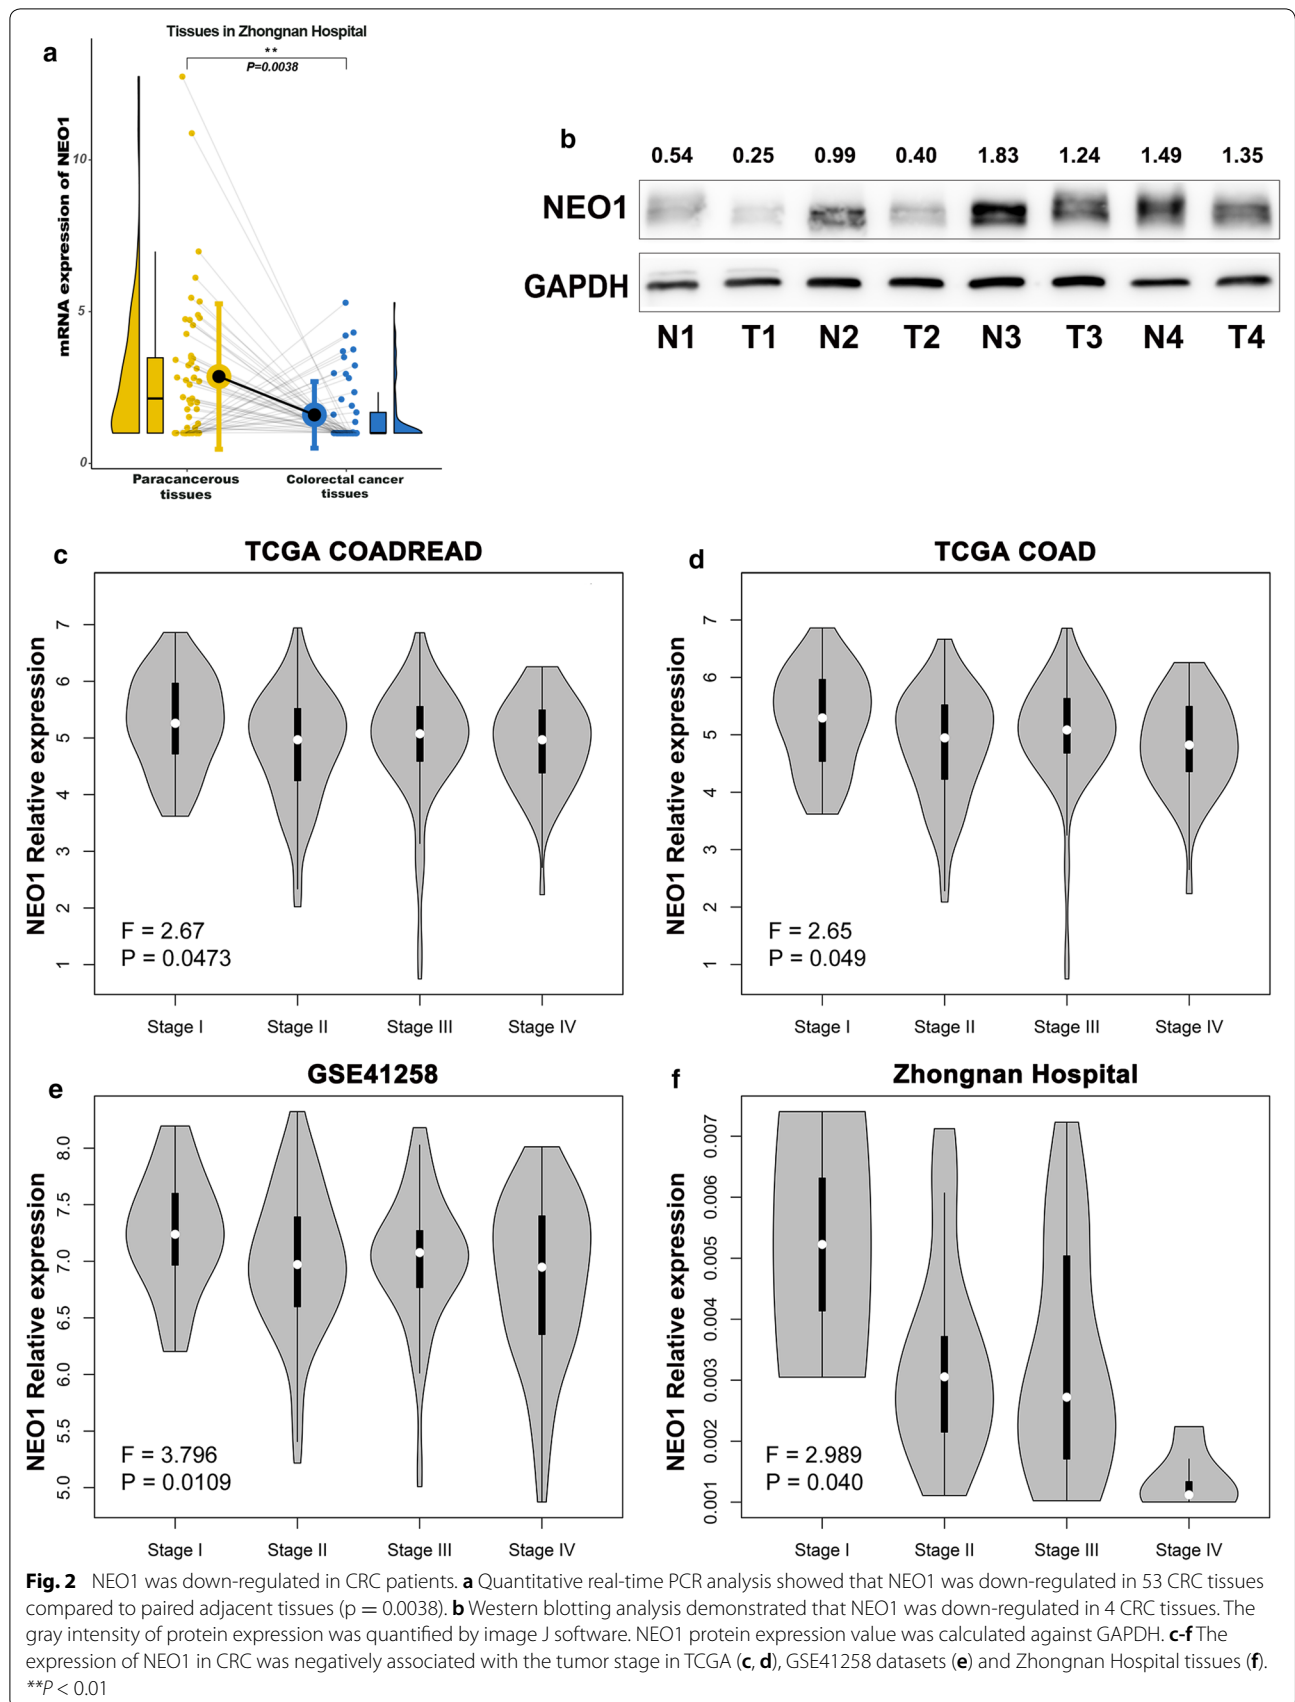 a
Tissues in Zhongnan Hospital
**
P=0.0038
mRNA expression of NEO1
10
5
0
Paracancerous
tissues
Colorectal cancer
tissues
b
0.54 0.25 0.99 0.40 1.83 1.24 1.49 1.35
NEO1
GAPDH
N1 T1 N2 T2 N3 T3 N4 T4
c
TCGA COADREAD
NEO1 Relative expression
7
6
5
4
3
2
1
F = 2.67
P = 0.0473
Stage I Stage II Stage III Stage IV
d
TCGA COAD
NEO1 Relative expression
7
6
5
4
3
2
1
F = 2.65
P = 0.049
Stage I Stage II Stage III Stage IV
e
GSE41258
NEO1 Relative expression
8.0
7.5
7.0
6.5
6.0
5.5
5.0
F = 3.796
P = 0.0109
Stage I Stage II Stage III Stage IV
f
Zhongnan Hospital
NEO1 Relative expression
0.007
0.006
0.005
0.004
0.003
0.002
0.001
F = 2.989
P = 0.040
Stage I Stage II Stage III Stage IV
Fig. 2 NEO1 was down-regulated in CRC patients. a Quantitative real-time PCR analysis showed that NEO1 was down-regulated in 53 CRC tissues
compared to paired adjacent tissues (p = 0.0038). b Western blotting analysis demonstrated that NEO1 was down-regulated in 4 CRC tissues. The
gray intensity of protein expression was quantified by image J software. NEO1 protein expression value was calculated against GAPDH. c-f The
expression of NEO1 in CRC was negatively associated with the tumor stage in TCGA (c, d), GSE41258 datasets (e) and Zhongnan Hospital tissues (f).
**P < 0.01